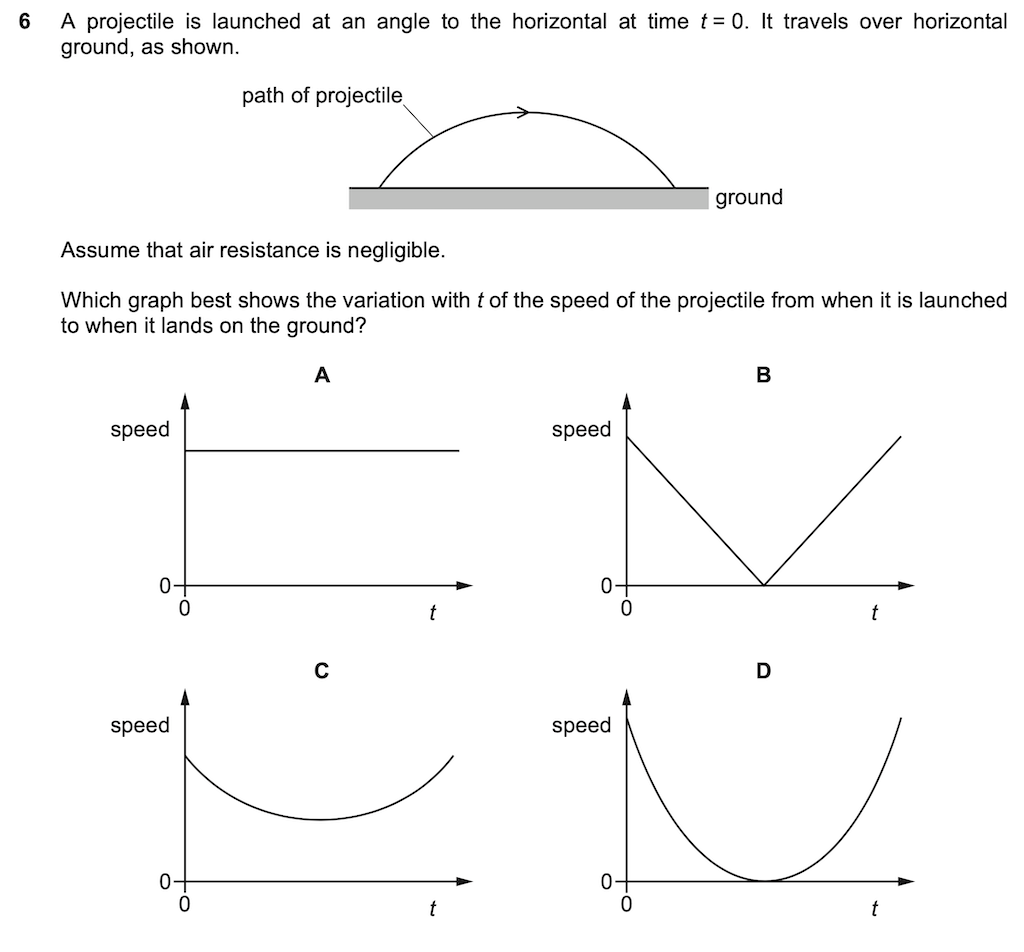 6 A projectile is launched at an angle to the horizontal at time t = 0. It travels over horizontal
ground, as shown.
path of projectile
ground
Assume that air resistance is negligible.
Which graph best shows the variation with t of the speed of the projectile from when it is launched
to when it lands on the ground?
A
speed
0
0
t
B
speed
0
0
t
C
speed
0
0
t
D
speed
0
0
t